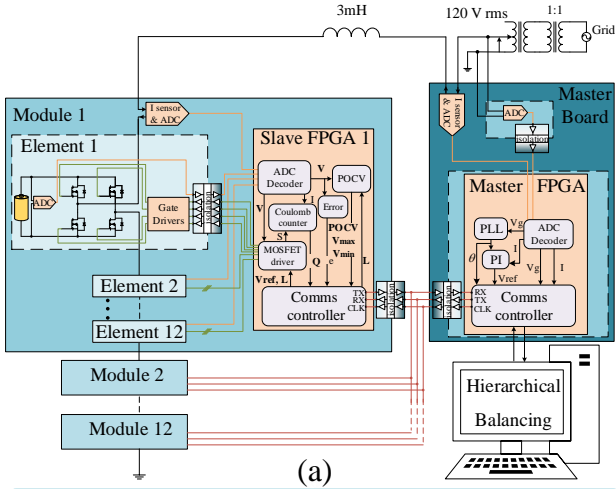 3mH
120 V rms
1:1
Grid
Module 1
I sensor
& ADC
I sensor
& ADC
ADC
isolation
Master
Board
Element 1
ADC
Gate
Drivers
isolation
Slave FPGA 1
ADC
Decoder
V
POCV
I
Coulomb
counter
Error
V
S
MOSFET
driver
POCV
Vmax
Vmin
L
Q
e
Vref, L
Comms
controller
TX
RX
CLK
isolation
isolation
Master FPGA
PLL
Vg
ADC
Decoder
PI
I
θ
Vref
Vg
I
RX
TX
CLK
Comms
controller
Element 2
Element 12
Module 2
Module 12
Hierarchical
Balancing
(a)